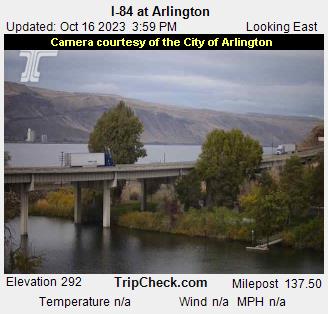 I-84 at Arlington
Updated: Oct 16 2023 3:59 PM Looking East
Camera courtesy of the City of Arlington
Elevation 292 TripCheck.com Milepost 137.50
Temperature n/a Wind n/a MPH n/a